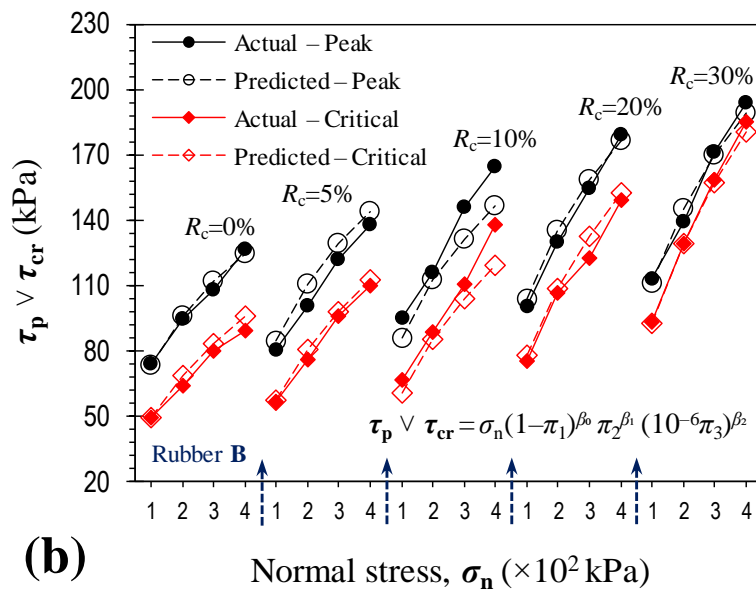 230
200
170
140
110
80
50
20
τp ∨ τcr (kPa)
Actual – Peak
Predicted – Peak
Actual – Critical
Predicted – Critical
Rc=0%
Rc=5%
Rc=10%
Rc=20%
Rc=30%
τp ∨ τcr = σn(1–π1)^β0 π2^β1 (10^–6π3)^β2
Rubber B
1 2 3 4 1 2 3 4 1 2 3 4 1 2 3 4 1 2 3 4
(b)
Normal stress, σn (×10² kPa)